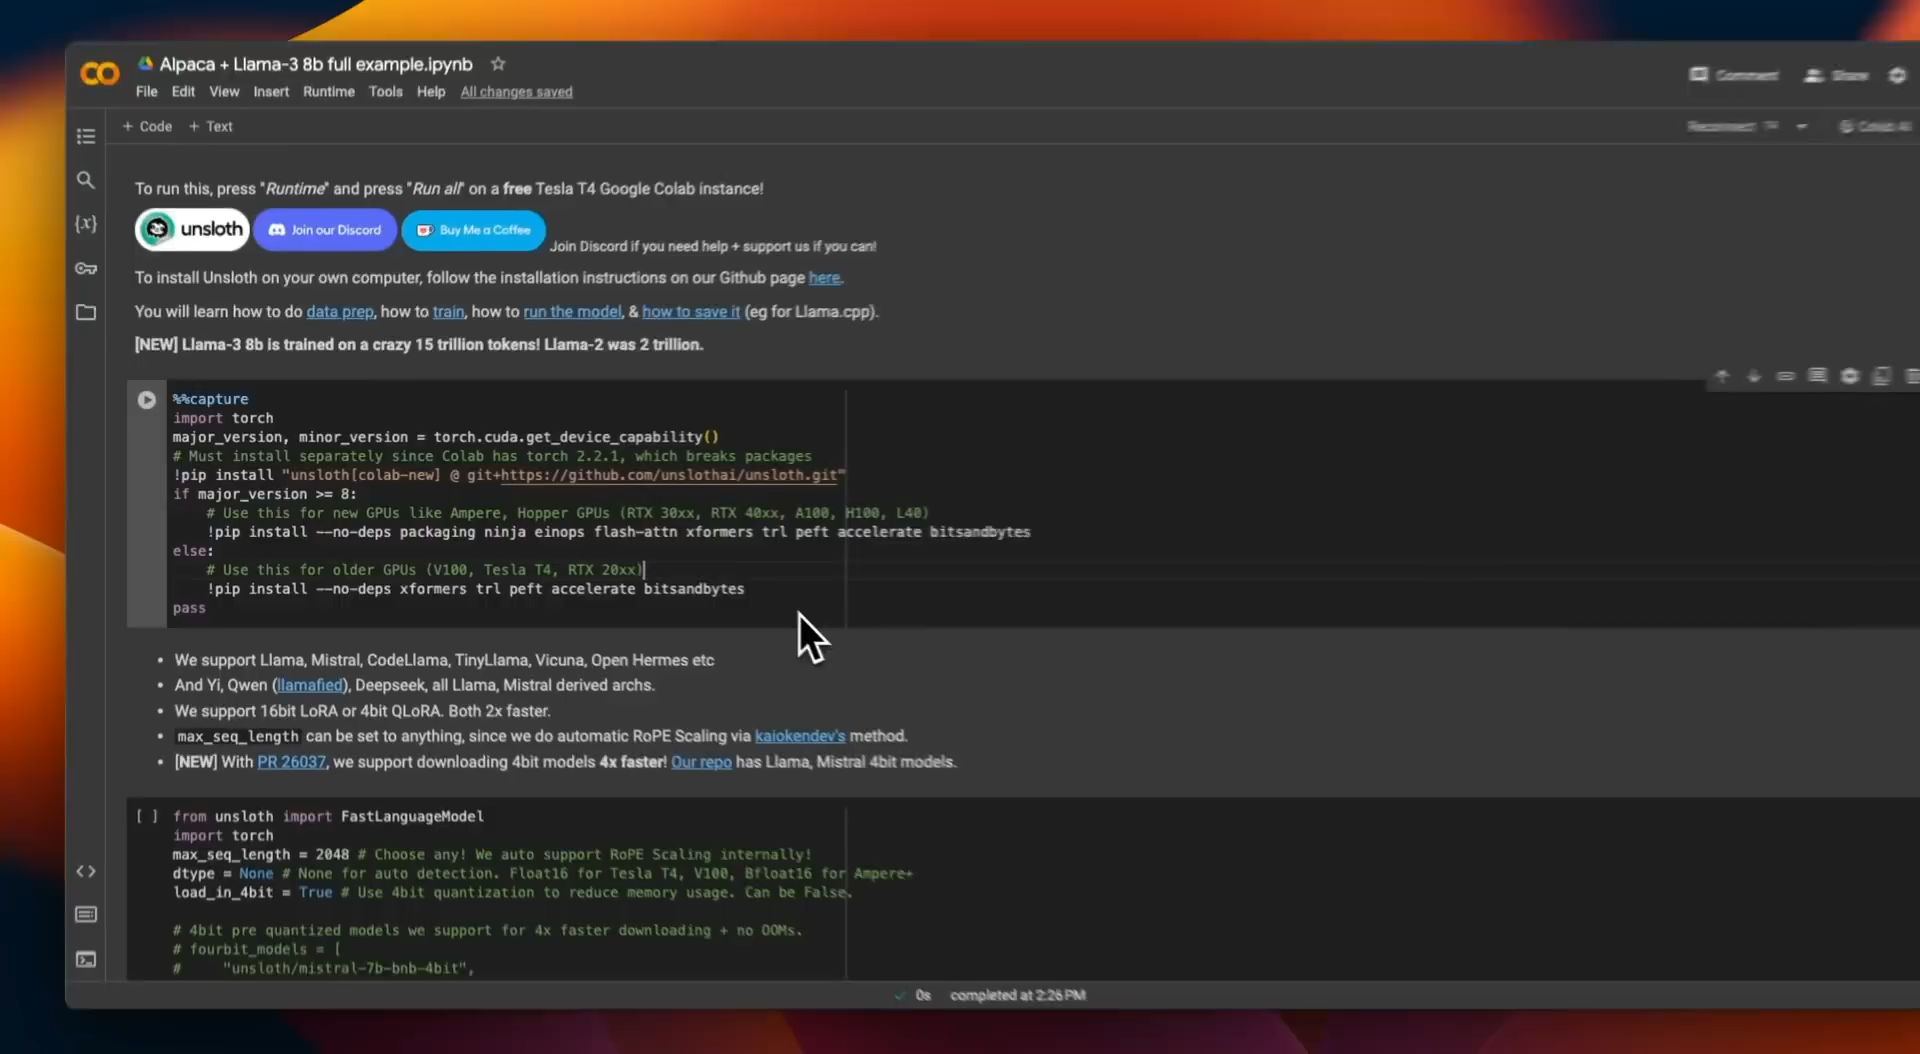 Alpaca + Llama-3 8b full example.ipynb
Comment
Share
File Edit View Insert Runtime Tools Help All changes saved
+ Code + Text
Reconnect T4
Colab AI
To run this, press "Runtime" and press "Run all" on a free Tesla T4 Google Colab instance!
unsloth Join our Discord Buy Me a Coffee Join Discord if you need help + support us if you can!
To install Unsloth on your own computer, follow the installation instructions on our Github page here.
You will learn how to do data prep, how to train, how to run the model, & how to save it (eg for Llama.cpp).
[NEW] Llama-3 8b is trained on a crazy 15 trillion tokens! Llama-2 was 2 trillion.
%%capture
import torch
major_version, minor_version = torch.cuda.get_device_capability()
# Must install separately since Colab has torch 2.2.1, which breaks packages
!pip install "unsloth[colab-new] @ git+https://github.com/unslothai/unsloth.git"
if major_version >= 8:
    # Use this for new GPUs like Ampere, Hopper GPUs (RTX 30xx, RTX 40xx, A100, H100, L40)
    !pip install --no-deps packaging ninja einops flash-attn xformers trl peft accelerate bitsandbytes
else:
    # Use this for older GPUs (V100, Tesla T4, RTX 20xx)
    !pip install --no-deps xformers trl peft accelerate bitsandbytes
pass
• We support Llama, Mistral, CodeLlama, TinyLlama, Vicuna, Open Hermes etc
• And Yi, Qwen (llamafied), Deepseek, all Llama, Mistral derived archs.
• We support 16bit LoRA or 4bit QLoRA. Both 2x faster.
• max_seq_length can be set to anything, since we do automatic RoPE Scaling via kaiokendev's method.
• [NEW] With PR 26037, we support downloading 4bit models 4x faster! Our repo has Llama, Mistral 4bit models.
[ ] from unsloth import FastLanguageModel
import torch
max_seq_length = 2048 # Choose any! We auto support RoPE Scaling internally!
dtype = None # None for auto detection. Float16 for Tesla T4, V100, Bfloat16 for Ampere+
load_in_4bit = True # Use 4bit quantization to reduce memory usage. Can be False.
# 4bit pre quantized models we support for 4x faster downloading + no OOMs.
# fourbit_models = [
#     "unsloth/mistral-7b-bnb-4bit",
0s completed at 2:26 PM